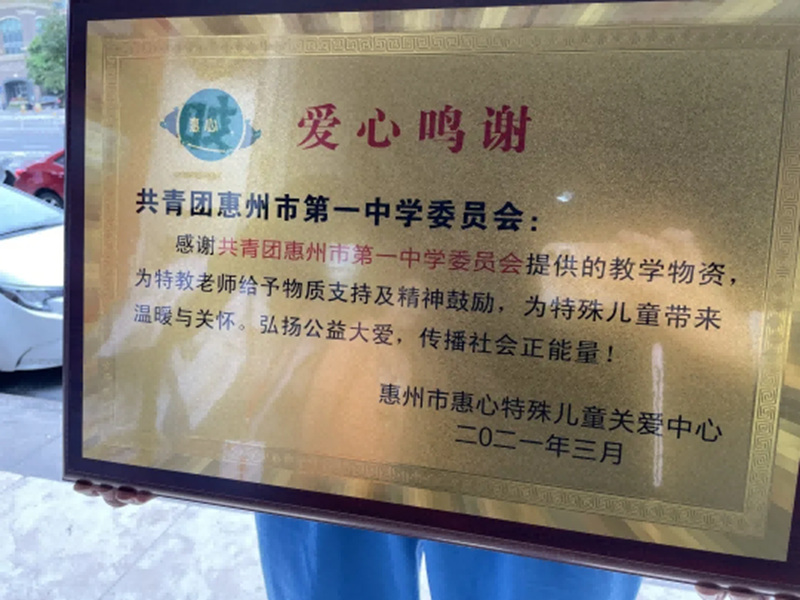 惠心
爱心鸣谢
共青团惠州市第一中学委员会：
感谢共青团惠州市第一中学委员会提供的教学物资，
为特教老师给予物质支持及精神鼓励，为特殊儿童带来
温暖与关怀。弘扬公益大爱，传播社会正能量！
惠州市惠心特殊儿童关爱中心
二〇二一年三月